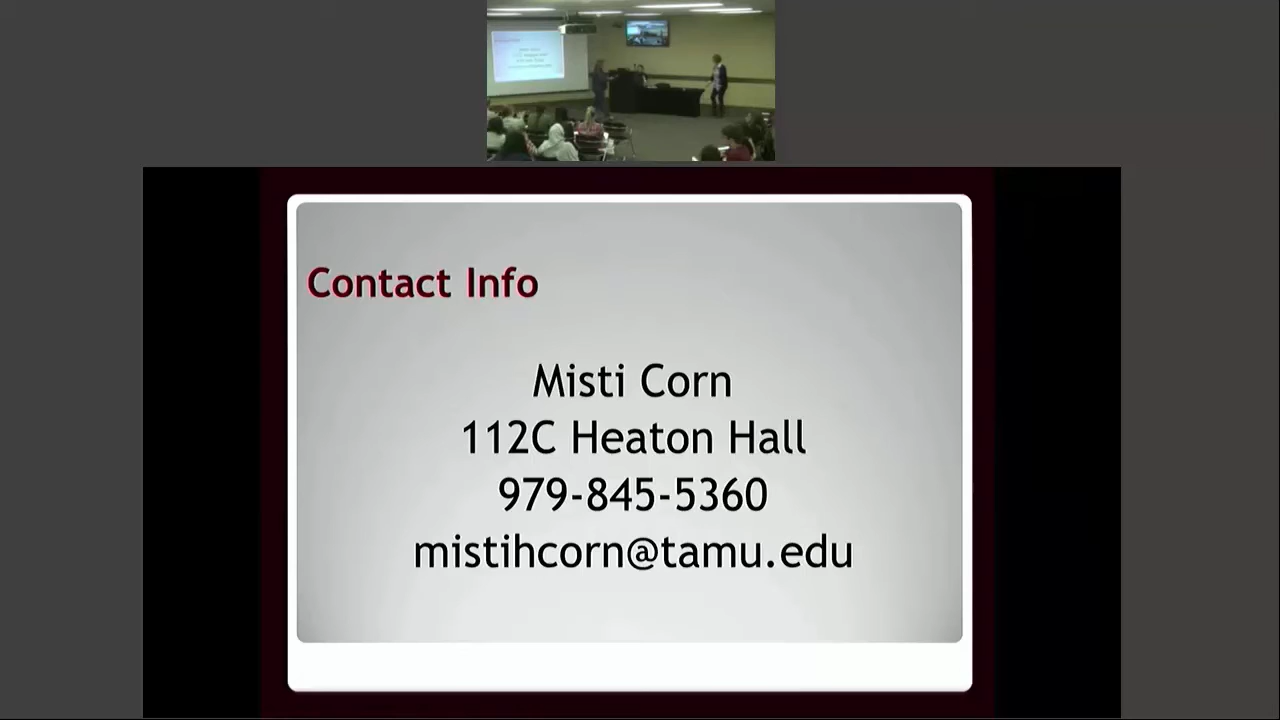 Contact Info
Misti Corn
112C Heaton Hall
979-845-5360
mistihcorn@tamu.edu